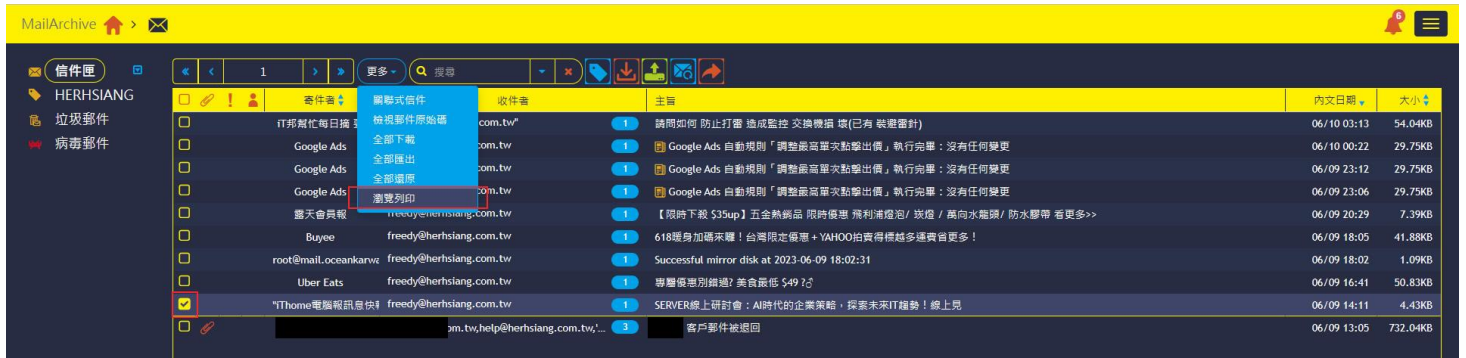 MailArchive >
6
信件匣
HERHSIANG
垃圾郵件
病毒郵件
« < 1 > » 更多 搜尋
寄件者 收件者 主旨 內文日期 大小
關聯式信件
檢視郵件原始碼
全部下載
全部匯出
全部還原
瀏覽列印
iT邦幫忙每日摘 com.tw" 1 請問如何 防止打雷 造成監控 交換機損 壞(已有 裝避雷針) 06/10 03:13 54.04KB
Google Ads com.tw 1 Google Ads 自動規則「調整最高單次點擊出價」執行完畢：沒有任何變更 06/10 00:22 29.75KB
Google Ads com.tw 1 Google Ads 自動規則「調整最高單次點擊出價」執行完畢：沒有任何變更 06/09 23:12 29.75KB
Google Ads com.tw 1 Google Ads 自動規則「調整最高單次點擊出價」執行完畢：沒有任何變更 06/09 23:06 29.75KB
露天會員報 freedy@herhsiang.com.tw 1 【限時下殺 $35up】五金熱銷品 限時優惠 飛利浦燈泡/ 崁燈 / 萬向水龍頭/ 防水膠帶 看更多>> 06/09 20:29 7.39KB
Buyee freedy@herhsiang.com.tw 1 618暖身加碼來囉！台灣限定優惠+YAHOO拍賣得標越多運費省更多！ 06/09 18:05 41.88KB
root@mail.oceankarwa freedy@herhsiang.com.tw 1 Successful mirror disk at 2023-06-09 18:02:31 06/09 18:02 1.09KB
Uber Eats freedy@herhsiang.com.tw 1 專屬優惠別錯過? 美食最低 $49 ? 06/09 16:41 50.83KB
"iThome電腦報訊息快 freedy@herhsiang.com.tw 1 SERVER線上研討會：AI時代的企業策略，探索未來IT趨勢！線上見 06/09 14:11 4.43KB
om.tw,help@herhsiang.com.tw,'... 3 客戶郵件被退回 06/09 13:05 732.04KB